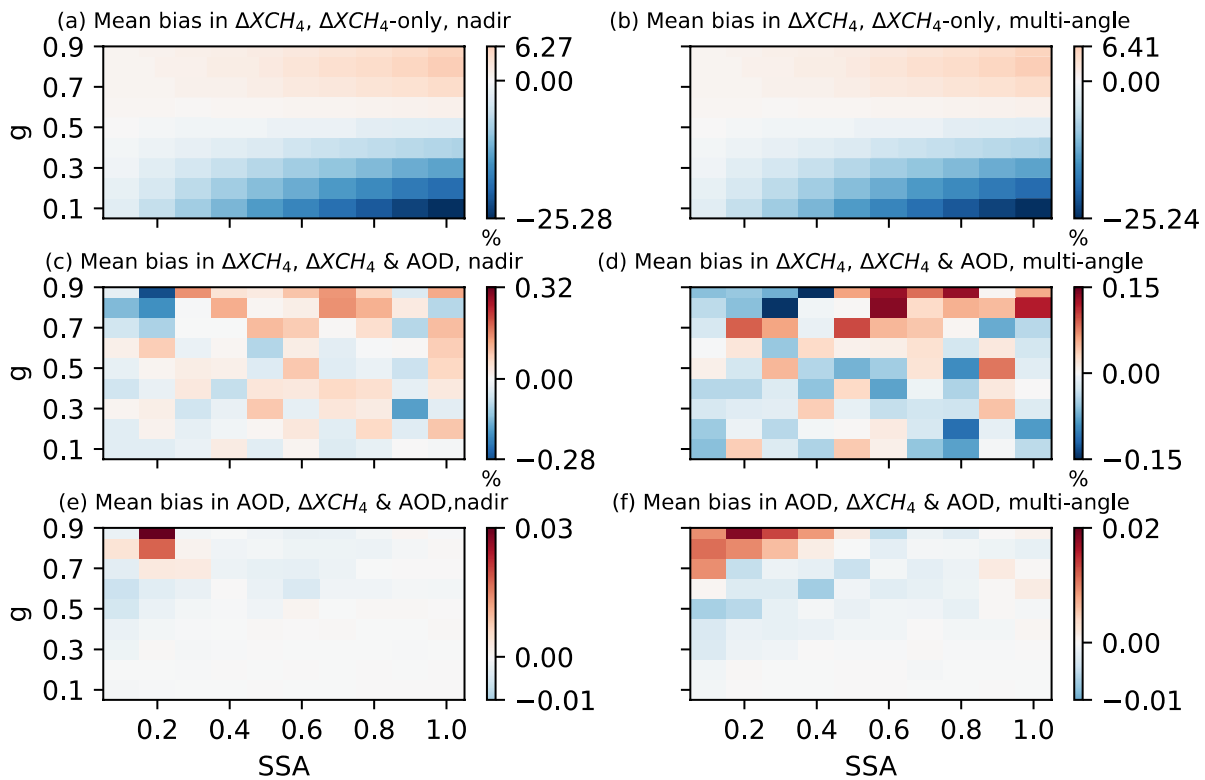 (a) Mean bias in ΔXCH₄, ΔXCH₄-only, nadir
(b) Mean bias in ΔXCH₄, ΔXCH₄-only, multi-angle
0.9
0.7
0.5
0.3
0.1
g
6.27
0.00
−25.28
%
6.41
0.00
−25.24
%
(c) Mean bias in ΔXCH₄, ΔXCH₄ & AOD, nadir
(d) Mean bias in ΔXCH₄, ΔXCH₄ & AOD, multi-angle
0.9
0.7
0.5
0.3
0.1
g
0.32
0.00
−0.28
%
0.15
0.00
−0.15
%
(e) Mean bias in AOD, ΔXCH₄ & AOD,nadir
(f) Mean bias in AOD, ΔXCH₄ & AOD, multi-angle
0.9
0.7
0.5
0.3
0.1
g
0.03
0.00
−0.01
0.02
0.00
−0.01
0.2 0.4 0.6 0.8 1.0
SSA
0.2 0.4 0.6 0.8 1.0
SSA